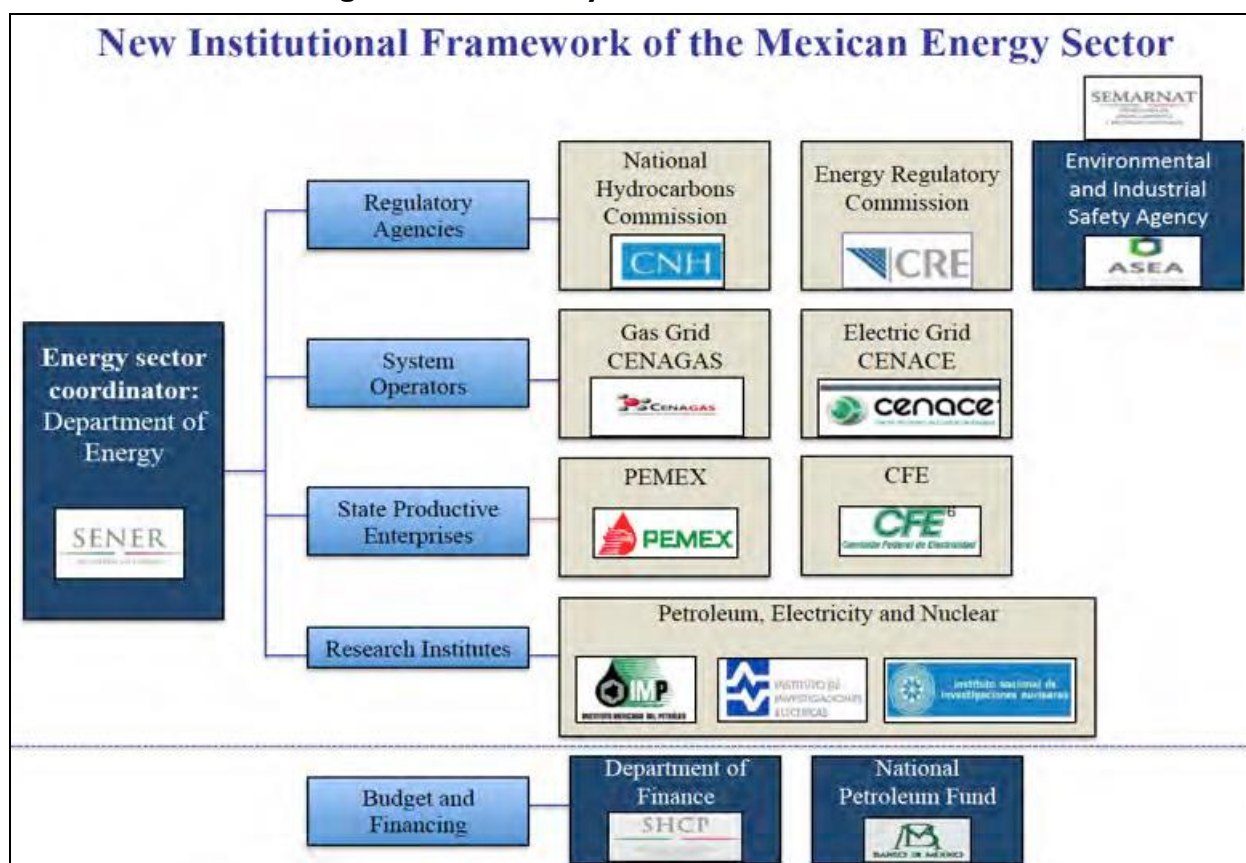 New Institutional Framework of the Mexican Energy Sector
SEMARNAT
Regulatory
Agencies
National
Hydrocarbons
Commission
CNH
Energy Regulatory
Commission
CRE
Environmental
and Industrial
Safety Agency
ASEA
Energy sector
coordinator:
Department of
Energy
SENER
System
Operators
Gas Grid
CENAGAS
CENAGAS
Electric Grid
CENACE
cenace
State Productive
Enterprises
PEMEX
PEMEX
CFE
CFE
Comisión Federal de Electricidad
Research Institutes
Petroleum, Electricity and Nuclear
IMP
INSTITUTO MEXICANO DEL PETRÓLEO
INSTITUTO DE
INVESTIGACIONES
ELECTRICAS
instituto nacional de
investigaciones nucleares
Budget and
Financing
Department of
Finance
SHCP
National
Petroleum Fund
BANCO DE MEXICO